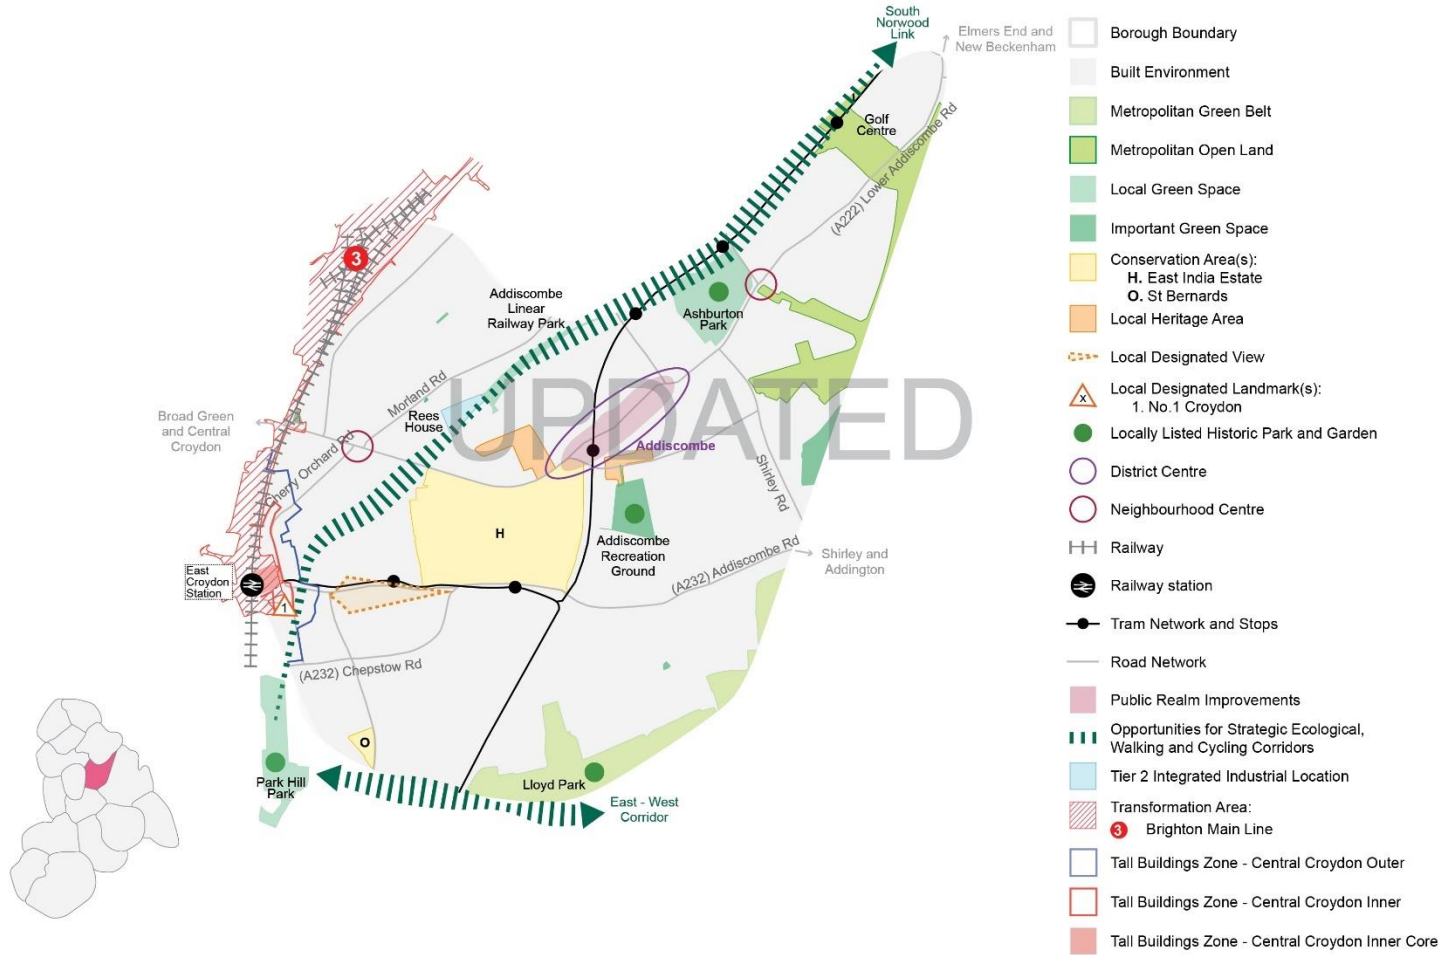 South
Norwood
Link
Elmers End and
New Beckenham
Golf
Centre
(A222) Lower Addiscombe Rd
3
Addiscombe
Linear
Railway Park
Ashburton
Park
Morland Rd
UPDATED
Rees
House
Broad Green
and Central
Croydon
Addiscombe
Cherry Orchard Rd
Shirley Rd
H
Addiscombe
Recreation
Ground
(A232) Addiscombe Rd
Shirley and
Addington
East
Croydon
Station
1
(A232) Chepstow Rd
O
Park Hill
Park
Lloyd Park
East - West
Corridor
Borough Boundary
Built Environment
Metropolitan Green Belt
Metropolitan Open Land
Local Green Space
Important Green Space
Conservation Area(s):
H. East India Estate
O. St Bernards
Local Heritage Area
Local Designated View
x
Local Designated Landmark(s):
1. No.1 Croydon
Locally Listed Historic Park and Garden
District Centre
Neighbourhood Centre
Railway
Railway station
Tram Network and Stops
Road Network
Public Realm Improvements
Opportunities for Strategic Ecological,
Walking and Cycling Corridors
Tier 2 Integrated Industrial Location
Transformation Area:
3 Brighton Main Line
Tall Buildings Zone - Central Croydon Outer
Tall Buildings Zone - Central Croydon Inner
Tall Buildings Zone - Central Croydon Inner Core